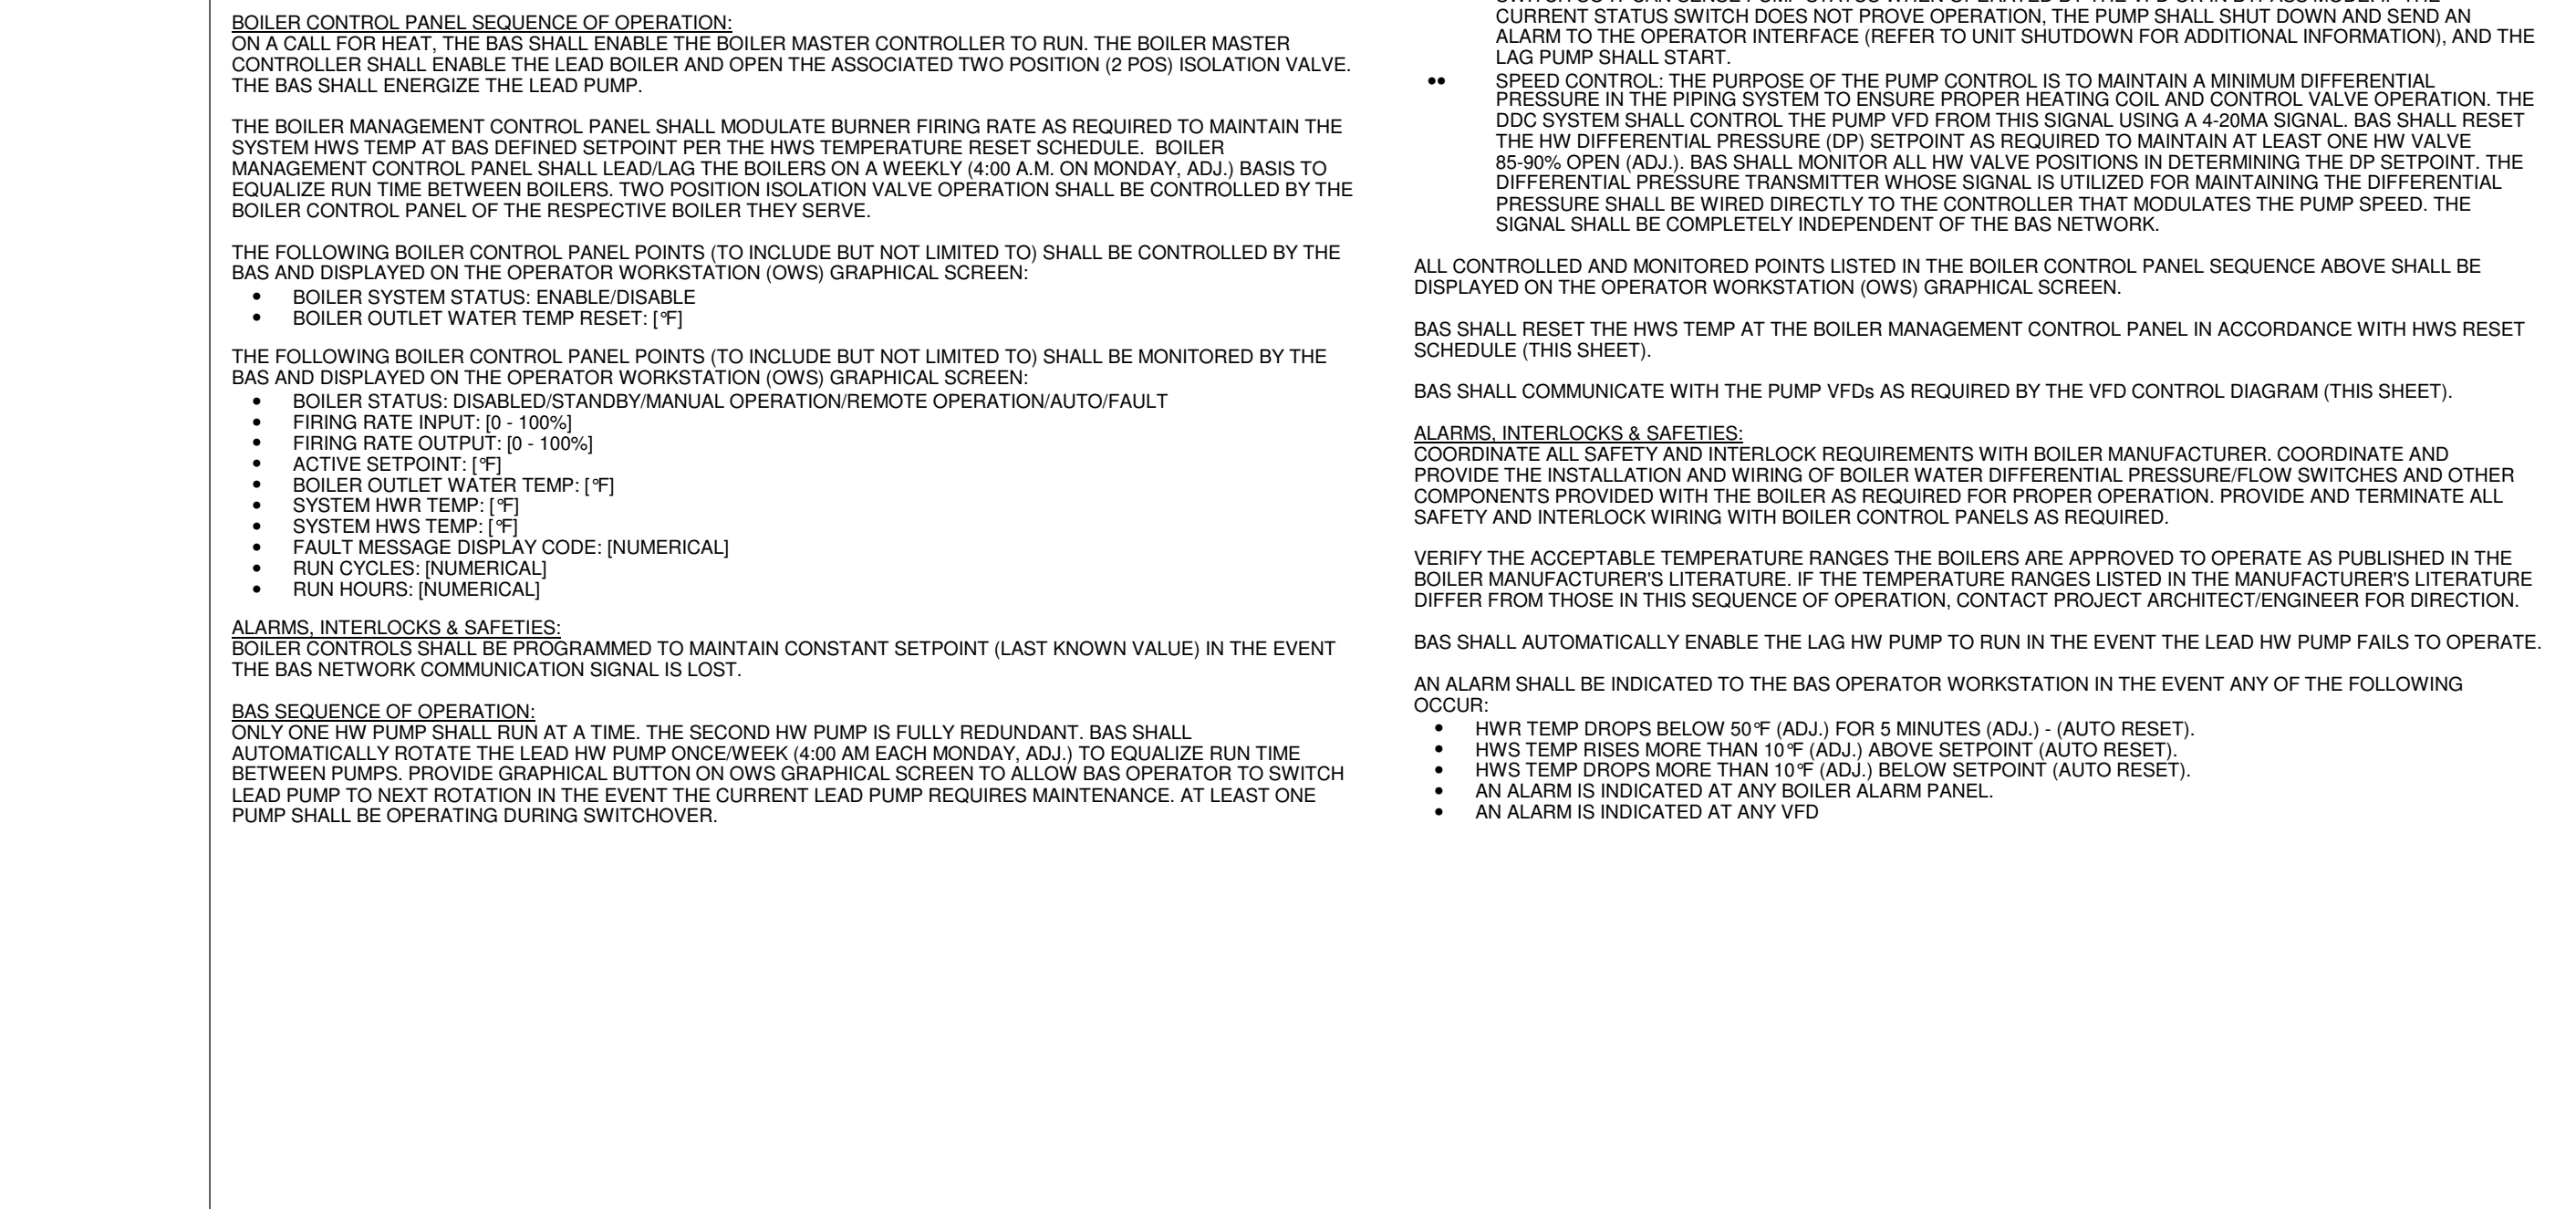 BOILER CONTROL PANEL SEQUENCE OF OPERATION:
ON A CALL FOR HEAT, THE BAS SHALL ENABLE THE BOILER MASTER CONTROLLER TO RUN. THE BOILER MASTER
CONTROLLER SHALL ENABLE THE LEAD BOILER AND OPEN THE ASSOCIATED TWO POSITION (2 POS) ISOLATION VALVE.
THE BAS SHALL ENERGIZE THE LEAD PUMP.
THE BOILER MANAGEMENT CONTROL PANEL SHALL MODULATE BURNER FIRING RATE AS REQUIRED TO MAINTAIN THE
SYSTEM HWS TEMP AT BAS DEFINED SETPOINT PER THE HWS TEMPERATURE RESET SCHEDULE. BOILER
MANAGEMENT CONTROL PANEL SHALL LEAD/LAG THE BOILERS ON A WEEKLY (4:00 A.M. ON MONDAY, ADJ.) BASIS TO
EQUALIZE RUN TIME BETWEEN BOILERS. TWO POSITION ISOLATION VALVE OPERATION SHALL BE CONTROLLED BY THE
BOILER CONTROL PANEL OF THE RESPECTIVE BOILER THEY SERVE.
THE FOLLOWING BOILER CONTROL PANEL POINTS (TO INCLUDE BUT NOT LIMITED TO) SHALL BE CONTROLLED BY THE
BAS AND DISPLAYED ON THE OPERATOR WORKSTATION (OWS) GRAPHICAL SCREEN:
• BOILER SYSTEM STATUS: ENABLE/DISABLE
• BOILER OUTLET WATER TEMP RESET: [°F]
THE FOLLOWING BOILER CONTROL PANEL POINTS (TO INCLUDE BUT NOT LIMITED TO) SHALL BE MONITORED BY THE
BAS AND DISPLAYED ON THE OPERATOR WORKSTATION (OWS) GRAPHICAL SCREEN:
• BOILER STATUS: DISABLED/STANDBY/MANUAL OPERATION/REMOTE OPERATION/AUTO/FAULT
• FIRING RATE INPUT: [0 - 100%]
• FIRING RATE OUTPUT: [0 - 100%]
• ACTIVE SETPOINT: [°F]
• BOILER OUTLET WATER TEMP: [°F]
• SYSTEM HWR TEMP: [°F]
• SYSTEM HWS TEMP: [°F]
• FAULT MESSAGE DISPLAY CODE: [NUMERICAL]
• RUN CYCLES: [NUMERICAL]
• RUN HOURS: [NUMERICAL]
ALARMS, INTERLOCKS & SAFETIES:
BOILER CONTROLS SHALL BE PROGRAMMED TO MAINTAIN CONSTANT SETPOINT (LAST KNOWN VALUE) IN THE EVENT
THE BAS NETWORK COMMUNICATION SIGNAL IS LOST.
BAS SEQUENCE OF OPERATION:
ONLY ONE HW PUMP SHALL RUN AT A TIME. THE SECOND HW PUMP IS FULLY REDUNDANT. BAS SHALL
AUTOMATICALLY ROTATE THE LEAD HW PUMP ONCE/WEEK (4:00 AM EACH MONDAY, ADJ.) TO EQUALIZE RUN TIME
BETWEEN PUMPS. PROVIDE GRAPHICAL BUTTON ON OWS GRAPHICAL SCREEN TO ALLOW BAS OPERATOR TO SWITCH
LEAD PUMP TO NEXT ROTATION IN THE EVENT THE CURRENT LEAD PUMP REQUIRES MAINTENANCE. AT LEAST ONE
PUMP SHALL BE OPERATING DURING SWITCHOVER.
CURRENT STATUS SWITCH DOES NOT PROVE OPERATION, THE PUMP SHALL SHUT DOWN AND SEND AN
ALARM TO THE OPERATOR INTERFACE (REFER TO UNIT SHUTDOWN FOR ADDITIONAL INFORMATION), AND THE
LAG PUMP SHALL START.
•• SPEED CONTROL: THE PURPOSE OF THE PUMP CONTROL IS TO MAINTAIN A MINIMUM DIFFERENTIAL
PRESSURE IN THE PIPING SYSTEM TO ENSURE PROPER HEATING COIL AND CONTROL VALVE OPERATION. THE
DDC SYSTEM SHALL CONTROL THE PUMP VFD FROM THIS SIGNAL USING A 4-20MA SIGNAL. BAS SHALL RESET
THE HW DIFFERENTIAL PRESSURE (DP) SETPOINT AS REQUIRED TO MAINTAIN AT LEAST ONE HW VALVE
85-90% OPEN (ADJ.). BAS SHALL MONITOR ALL HW VALVE POSITIONS IN DETERMINING THE DP SETPOINT. THE
DIFFERENTIAL PRESSURE TRANSMITTER WHOSE SIGNAL IS UTILIZED FOR MAINTAINING THE DIFFERENTIAL
PRESSURE SHALL BE WIRED DIRECTLY TO THE CONTROLLER THAT MODULATES THE PUMP SPEED. THE
SIGNAL SHALL BE COMPLETELY INDEPENDENT OF THE BAS NETWORK.
ALL CONTROLLED AND MONITORED POINTS LISTED IN THE BOILER CONTROL PANEL SEQUENCE ABOVE SHALL BE
DISPLAYED ON THE OPERATOR WORKSTATION (OWS) GRAPHICAL SCREEN.
BAS SHALL RESET THE HWS TEMP AT THE BOILER MANAGEMENT CONTROL PANEL IN ACCORDANCE WITH HWS RESET
SCHEDULE (THIS SHEET).
BAS SHALL COMMUNICATE WITH THE PUMP VFDs AS REQUIRED BY THE VFD CONTROL DIAGRAM (THIS SHEET).
ALARMS, INTERLOCKS & SAFETIES:
COORDINATE ALL SAFETY AND INTERLOCK REQUIREMENTS WITH BOILER MANUFACTURER. COORDINATE AND
PROVIDE THE INSTALLATION AND WIRING OF BOILER WATER DIFFERENTIAL PRESSURE/FLOW SWITCHES AND OTHER
COMPONENTS PROVIDED WITH THE BOILER AS REQUIRED FOR PROPER OPERATION. PROVIDE AND TERMINATE ALL
SAFETY AND INTERLOCK WIRING WITH BOILER CONTROL PANELS AS REQUIRED.
VERIFY THE ACCEPTABLE TEMPERATURE RANGES THE BOILERS ARE APPROVED TO OPERATE AS PUBLISHED IN THE
BOILER MANUFACTURER'S LITERATURE. IF THE TEMPERATURE RANGES LISTED IN THE MANUFACTURER'S LITERATURE
DIFFER FROM THOSE IN THIS SEQUENCE OF OPERATION, CONTACT PROJECT ARCHITECT/ENGINEER FOR DIRECTION.
BAS SHALL AUTOMATICALLY ENABLE THE LAG HW PUMP TO RUN IN THE EVENT THE LEAD HW PUMP FAILS TO OPERATE.
AN ALARM SHALL BE INDICATED TO THE BAS OPERATOR WORKSTATION IN THE EVENT ANY OF THE FOLLOWING
OCCUR:
• HWR TEMP DROPS BELOW 50°F (ADJ.) FOR 5 MINUTES (ADJ.) - (AUTO RESET).
• HWS TEMP RISES MORE THAN 10°F (ADJ.) ABOVE SETPOINT (AUTO RESET).
• HWS TEMP DROPS MORE THAN 10°F (ADJ.) BELOW SETPOINT (AUTO RESET).
• AN ALARM IS INDICATED AT ANY BOILER ALARM PANEL.
• AN ALARM IS INDICATED AT ANY VFD